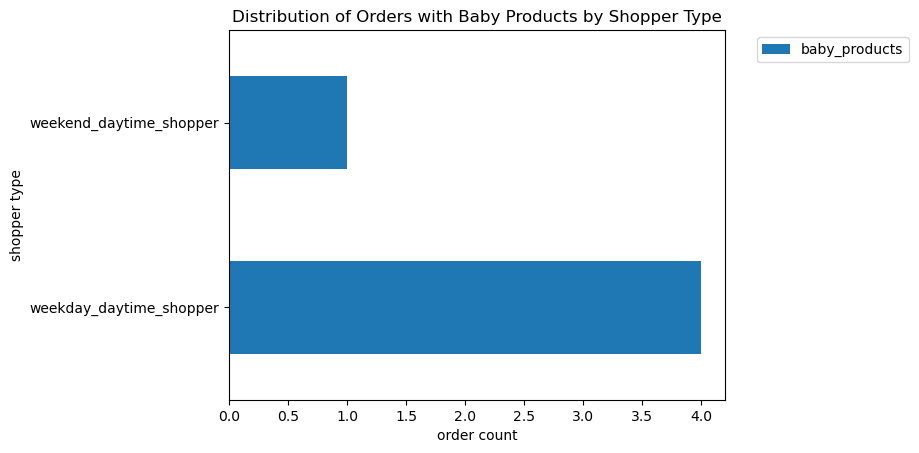 Distribution of Orders with Baby Products by Shopper Type
baby_products
weekend_daytime_shopper
shopper type
weekday_daytime_shopper
0.0 0.5 1.0 1.5 2.0 2.5 3.0 3.5 4.0
order count